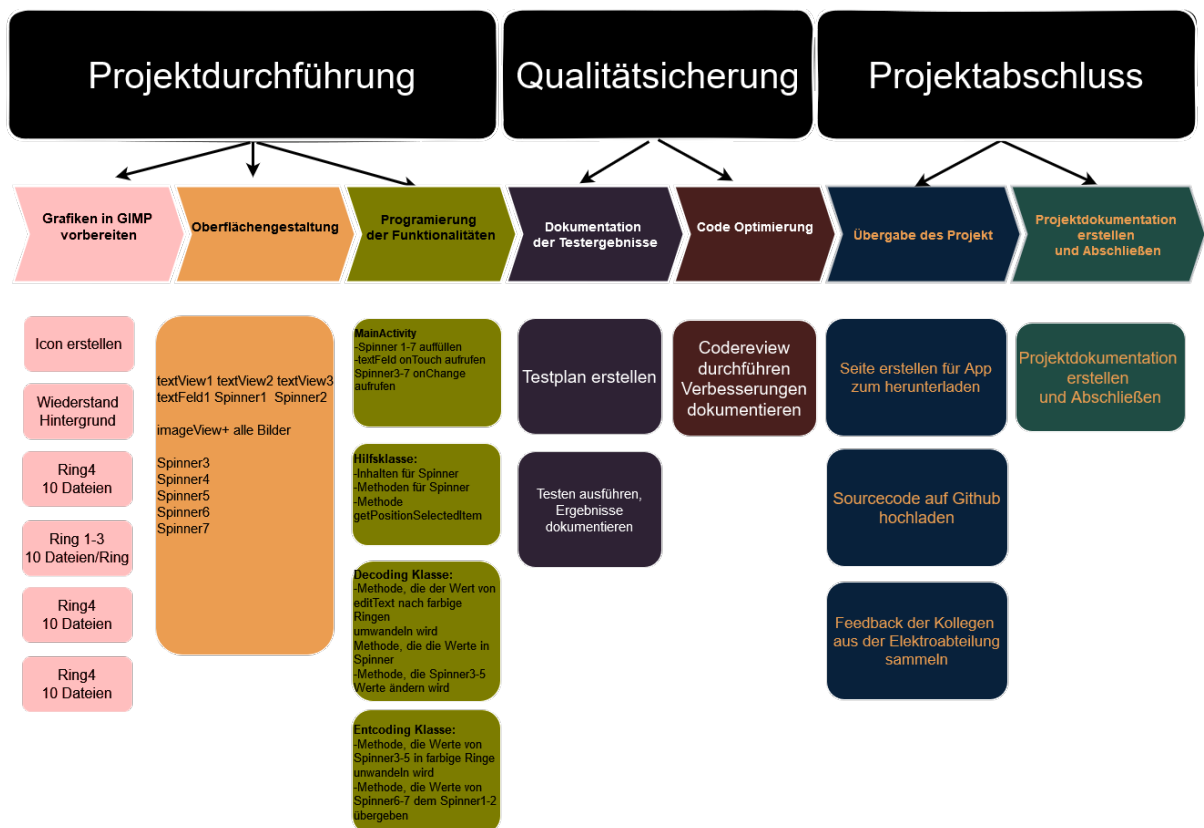 Projektdurchführung
Qualitätsicherung
Projektabschluss
Grafiken in GIMP
vorbereiten
Oberflächengestaltung
Programierung
der Funktionalitäten
Dokumentation
der Testergebnisse
Code Optimierung
Übergabe des Projekt
Projektdokumentation
erstellen
und Abschließen
Icon erstellen
Wiederstand
Hintergrund
Ring4
10 Dateien
Ring 1-3
10 Dateien/Ring
Ring4
10 Dateien
Ring4
10 Dateien
textView1 textView2 textView3
textFeld1 Spinner1 Spinner2
imageView+ alle Bilder
Spinner3
Spinner4
Spinner5
Spinner6
Spinner7
MainActivity
-Spinner 1-7 auffüllen
-textFeld onTouch aufrufen
Spinner3-7 onChange
aufrufen
Hilfsklasse:
-Inhalten für Spinner
-Methoden für Spinner
-Methode
getPositionSelectedItem
Decoding Klasse:
-Methode, die der Wert von
editText nach farbige
Ringen
umwandeln wird
Methode, die die Werte in
Spinner
-Methode, die Spinner3-5
Werte ändern wird
Entcoding Klasse:
-Methode, die Werte von
Spinner3-5 in farbige Ringe
unwandeln wird
-Methode, die Werte von
Spinner6-7 dem Spinner1-2
übergeben
Testplan erstellen
Testen ausführen,
Ergebnisse
dokumentieren
Codereview
durchführen
Verbesserungen
dokumentieren
Seite erstellen für App
zum herunterladen
Sourcecode auf Github
hochladen
Feedback der Kollegen
aus der Elektroabteilung
sammeln
Projektdokumentation
erstellen
und Abschließen